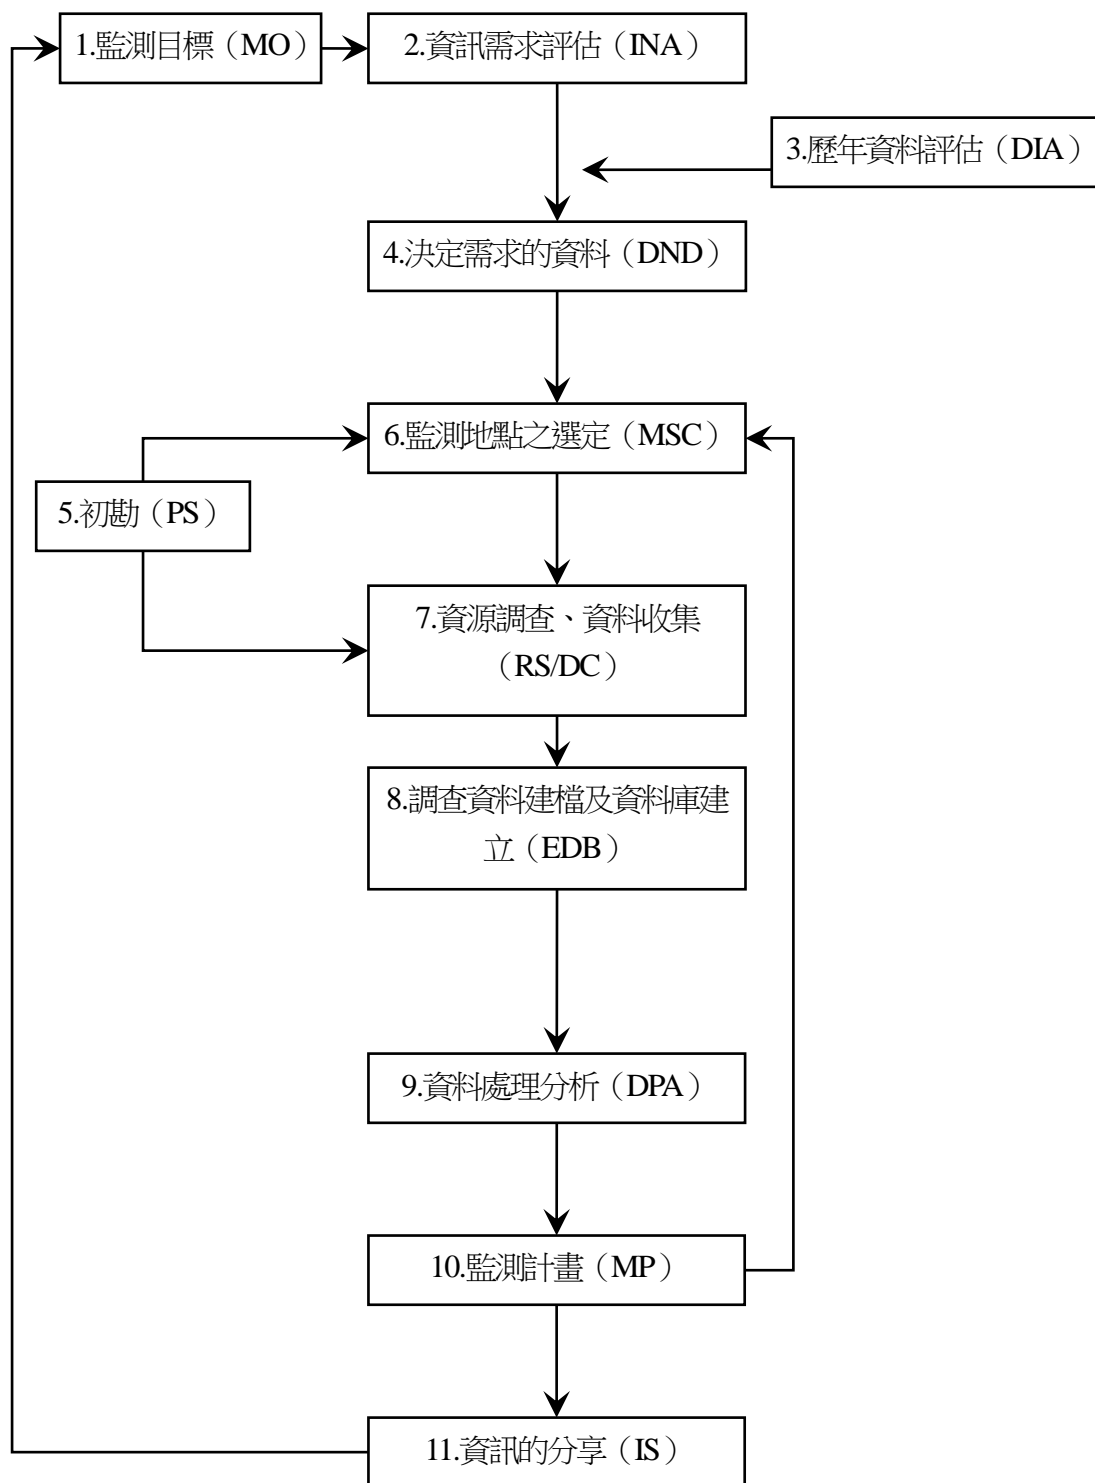 1.監測目標（MO）
2.資訊需求評估（INA）
3.歷年資料評估（DIA）
4.決定需求的資料（DND）
6.監測地點之選定（MSC）
5.初勘（PS）
7.資源調查、資料收集
（RS/DC）
8.調查資料建檔及資料庫建
立（EDB）
9.資料處理分析（DPA）
10.監測計畫（MP）
11.資訊的分享（IS）